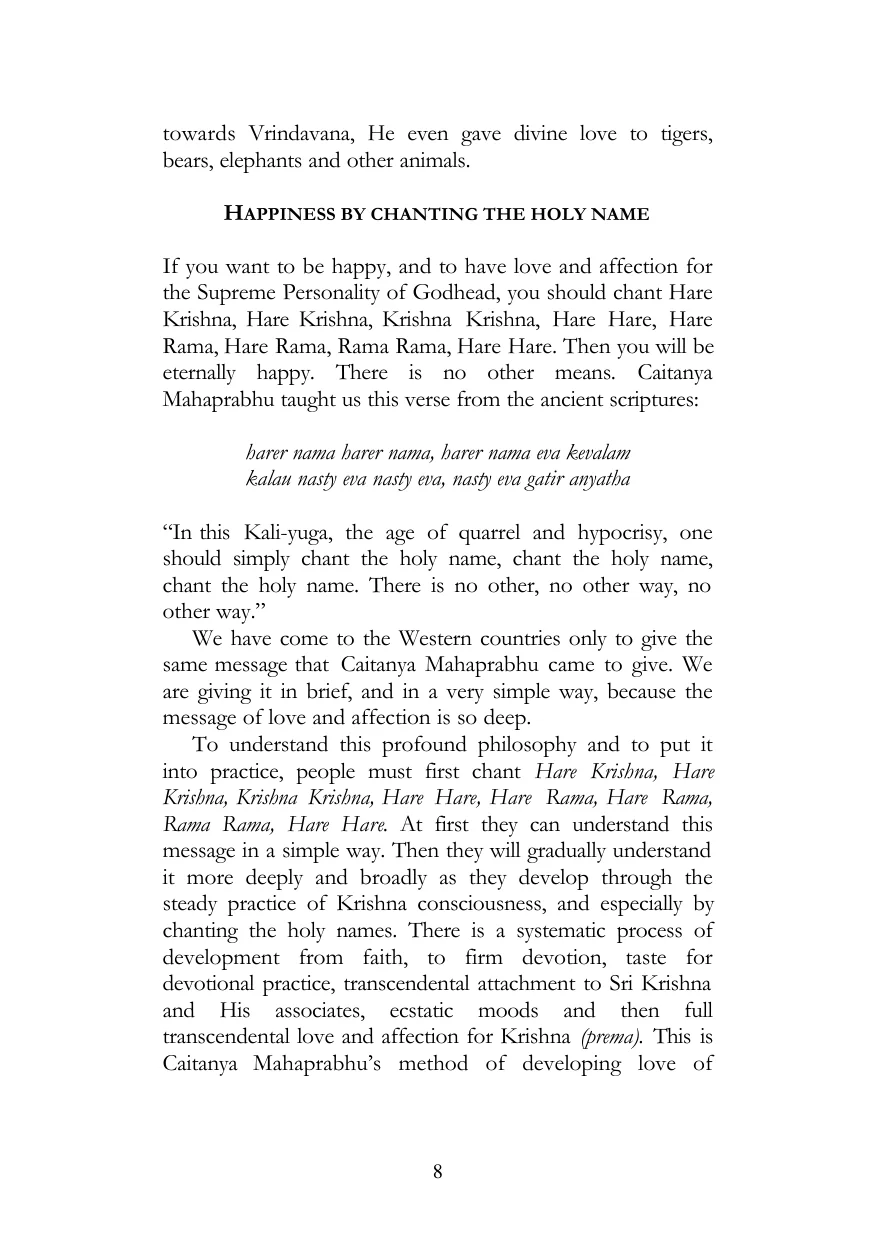 towards Vrindavana, He even gave divine love to tigers,
bears, elephants and other animals.
HAPPINESS BY CHANTING THE HOLY NAME
If you want to be happy, and to have love and affection for
the Supreme Personality of Godhead, you should chant Hare
Krishna, Hare Krishna, Krishna Krishna, Hare Hare, Hare
Rama, Hare Rama, Rama Rama, Hare Hare. Then you will be
eternally happy. There is no other means. Caitanya
Mahaprabhu taught us this verse from the ancient scriptures:
harer nama harer nama, harer nama eva kevalam
kalau nasty eva nasty eva, nasty eva gatir anyatha
“In this Kali-yuga, the age of quarrel and hypocrisy, one
should simply chant the holy name, chant the holy name,
chant the holy name. There is no other, no other way, no
other way.”
We have come to the Western countries only to give the
same message that Caitanya Mahaprabhu came to give. We
are giving it in brief, and in a very simple way, because the
message of love and affection is so deep.
To understand this profound philosophy and to put it
into practice, people must first chant Hare Krishna, Hare
Krishna, Krishna Krishna, Hare Hare, Hare Rama, Hare Rama,
Rama Rama, Hare Hare. At first they can understand this
message in a simple way. Then they will gradually understand
it more deeply and broadly as they develop through the
steady practice of Krishna consciousness, and especially by
chanting the holy names. There is a systematic process of
development from faith, to firm devotion, taste for
devotional practice, transcendental attachment to Sri Krishna
and His associates, ecstatic moods and then full
transcendental love and affection for Krishna (prema). This is
Caitanya Mahaprabhu’s method of developing love of
8